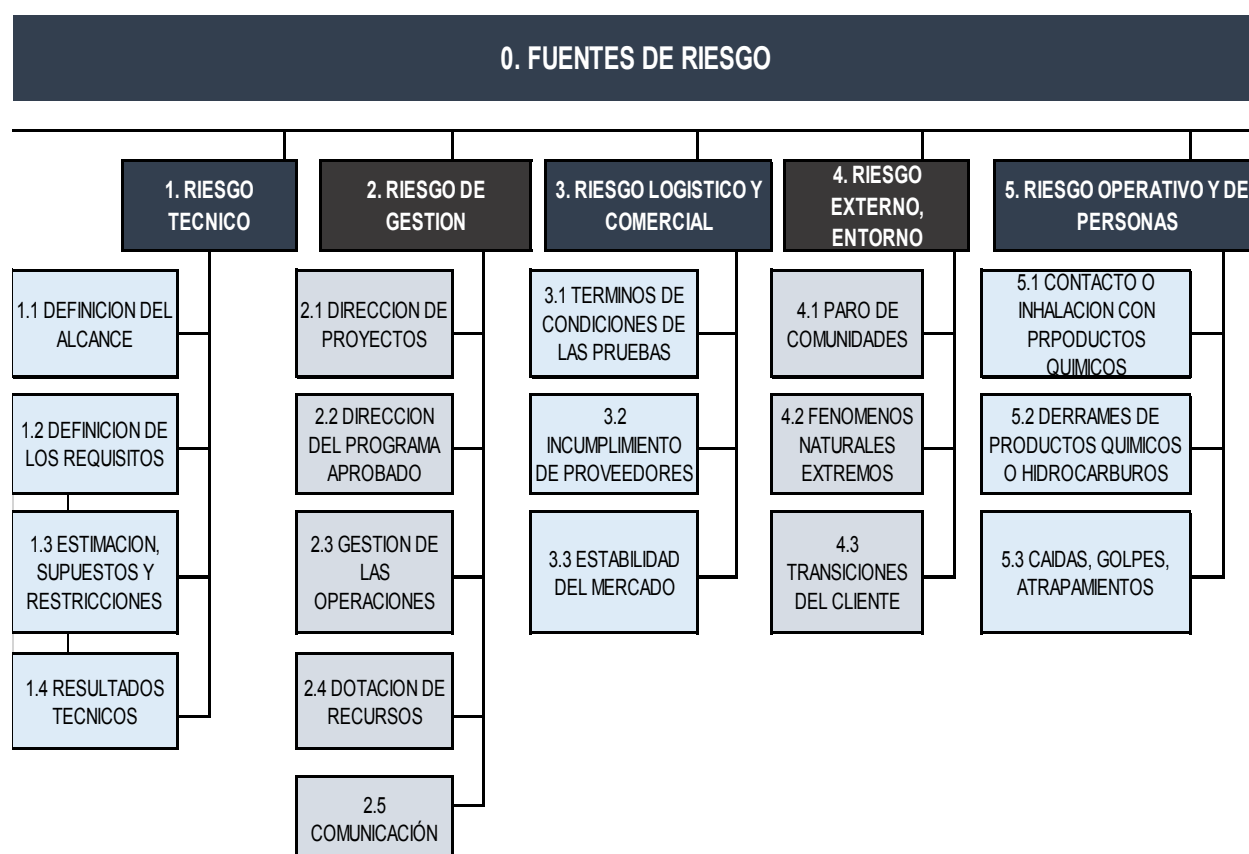 0. FUENTES DE RIESGO
1. RIESGO
TECNICO
2. RIESGO DE
GESTION
3. RIESGO LOGISTICO Y
COMERCIAL
4. RIESGO
EXTERNO,
ENTORNO
5. RIESGO OPERATIVO Y DE
PERSONAS
1.1 DEFINICION DEL
ALCANCE
1.2 DEFINICION DE
LOS REQUISITOS
1.3 ESTIMACION,
SUPUESTOS Y
RESTRICCIONES
1.4 RESULTADOS
TECNICOS
2.1 DIRECCION DE
PROYECTOS
2.2 DIRECCION
DEL PROGRAMA
APROBADO
2.3 GESTION DE
LAS
OPERACIONES
2.4 DOTACION DE
RECURSOS
2.5
COMUNICACIÓN
3.1 TERMINOS DE
CONDICIONES DE
LAS PRUEBAS
3.2
INCUMPLIMIENTO
DE PROVEEDORES
3.3 ESTABILIDAD
DEL MERCADO
4.1 PARO DE
COMUNIDADES
4.2 FENOMENOS
NATURALES
EXTREMOS
4.3
TRANSICIONES
DEL CLIENTE
5.1 CONTACTO O
INHALACION CON
PRPODUCTOS
QUIMICOS
5.2 DERRAMES DE
PRODUCTOS QUIMICOS
O HIDROCARBUROS
5.3 CAIDAS, GOLPES,
ATRAPAMIENTOS